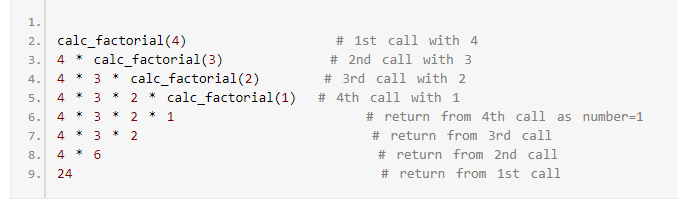 1.
2. calc_factorial(4) # 1st call with 4
3. 4 * calc_factorial(3) # 2nd call with 3
4. 4 * 3 * calc_factorial(2) # 3rd call with 2
5. 4 * 3 * 2 * calc_factorial(1) # 4th call with 1
6. 4 * 3 * 2 * 1 # return from 4th call as number=1
7. 4 * 3 * 2 # return from 3rd call
8. 4 * 6 # return from 2nd call
9. 24 # return from 1st call